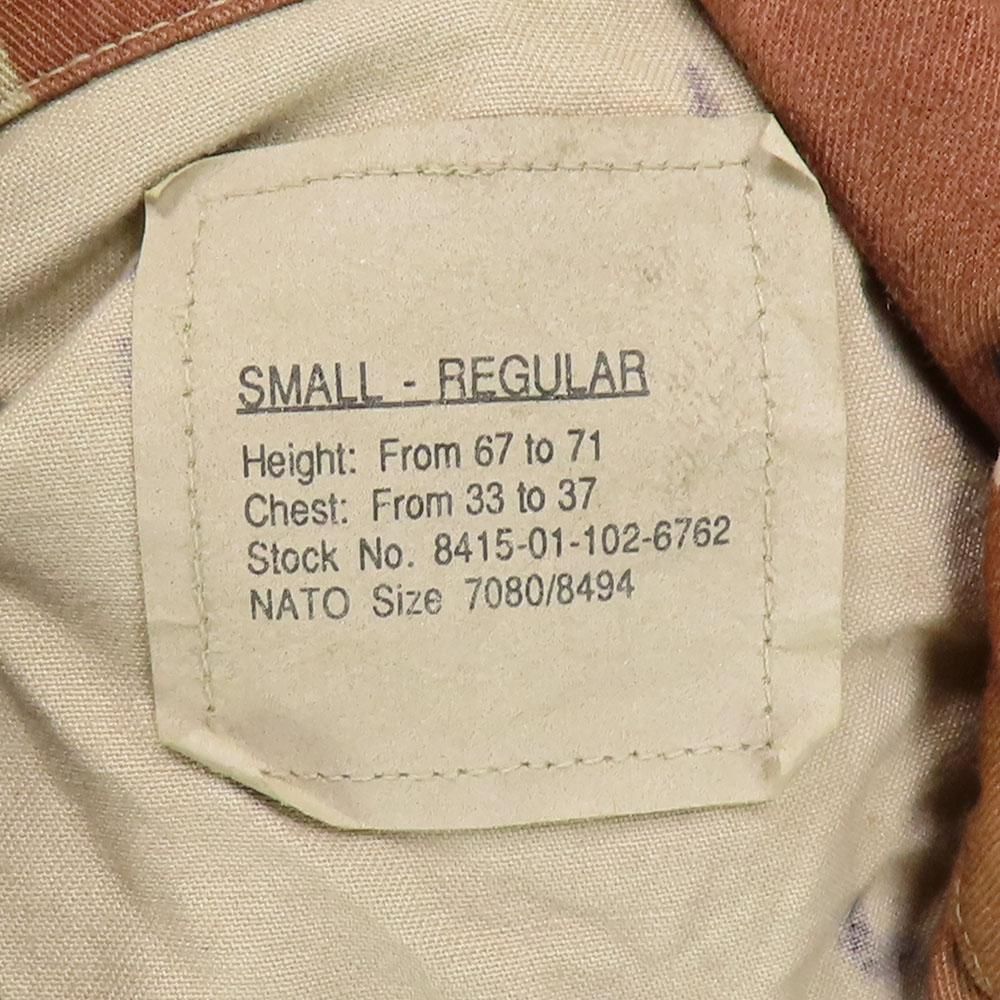 SMALL - REGULAR
Height: From 67 to 71
Chest: From 33 to 37
Stock No. 8415-01-102-6762
NATO Size 7080/8494